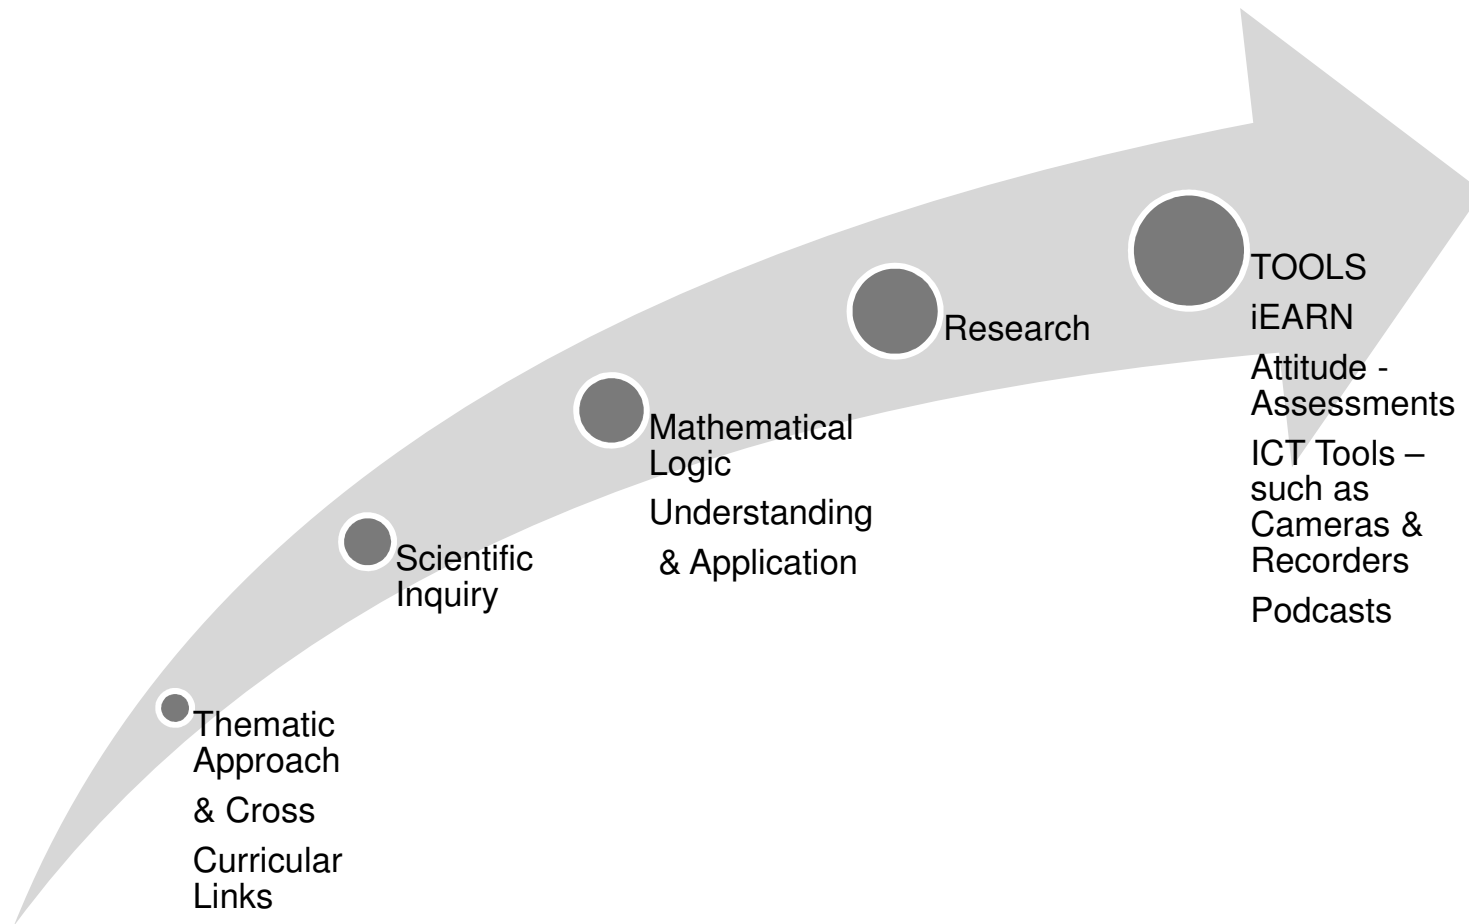 Thematic
Approach
& Cross
Curricular
Links
Scientific
Inquiry
Mathematical
Logic
Understanding
& Application
Research
TOOLS
iEARN
Attitude -
Assessments
ICT Tools –
such as
Cameras &
Recorders
Podcasts